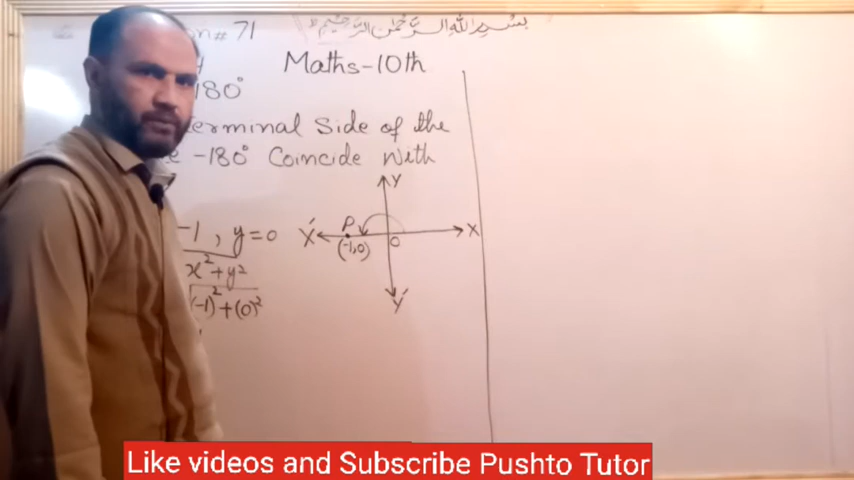 n# 71
بسم الله الرحمن الرحيم
Maths-10th
180°
erminal Side of the
-180° Coincide With
Y
-1, y=0 X' P O X
(-1,0)
x²+y²
(-1)²+(0)²
Y'
Like videos and Subscribe Pushto Tutor